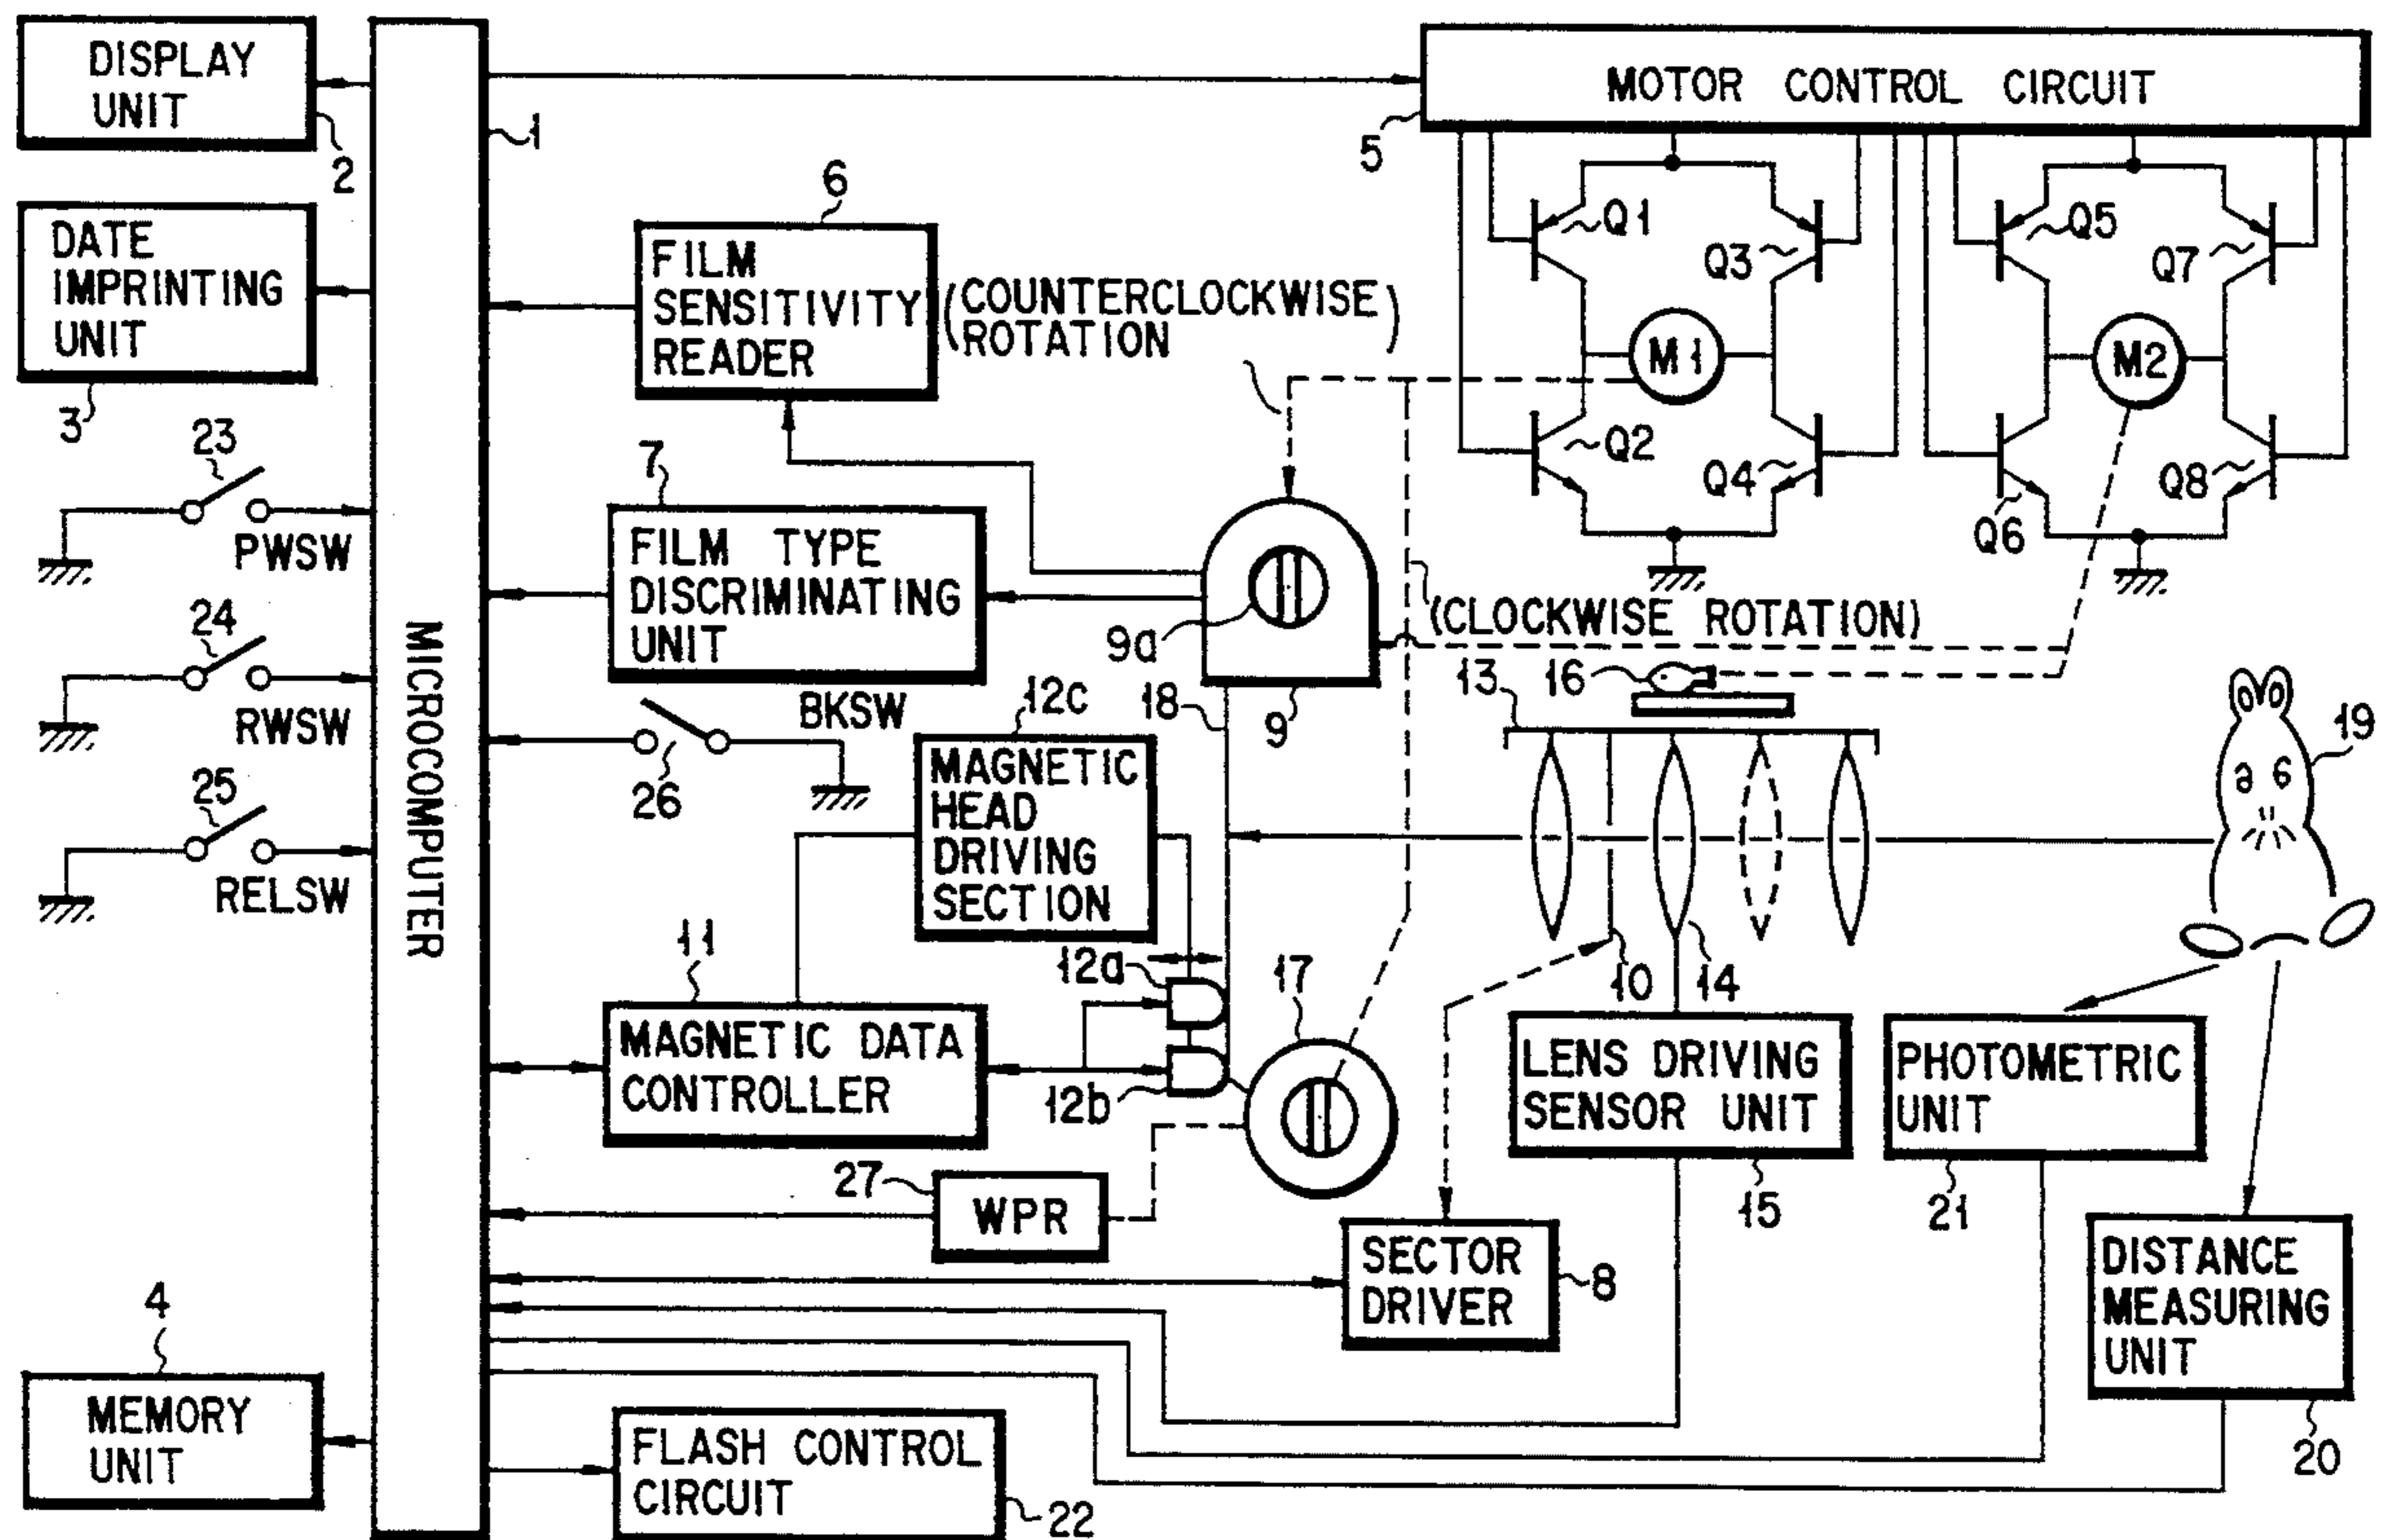 DISPLAY
UNIT
2
DATE
IMPRINTING
UNIT
3
23
PWSW
24
RWSW
25
RELSW
4
MEMORY
UNIT
MICROCOMPUTER
1
MOTOR CONTROL CIRCUIT
5
Q1
Q3
M1
Q2
Q4
Q5
Q7
M2
Q6
Q8
6
FILM
SENSITIVITY
READER
(COUNTERCLOCKWISE
ROTATION)
7
FILM TYPE
DISCRIMINATING
UNIT
9a
9
(CLOCKWISE ROTATION)
BKSW
26
12c
MAGNETIC
HEAD
DRIVING
SECTION
18
13
16
19
10
14
11
MAGNETIC DATA
CONTROLLER
12a
12b
17
LENS DRIVING
SENSOR UNIT
15
PHOTOMETRIC
UNIT
21
27
WPR
SECTOR
DRIVER
8
DISTANCE
MEASURING
UNIT
20
FLASH CONTROL
CIRCUIT
22